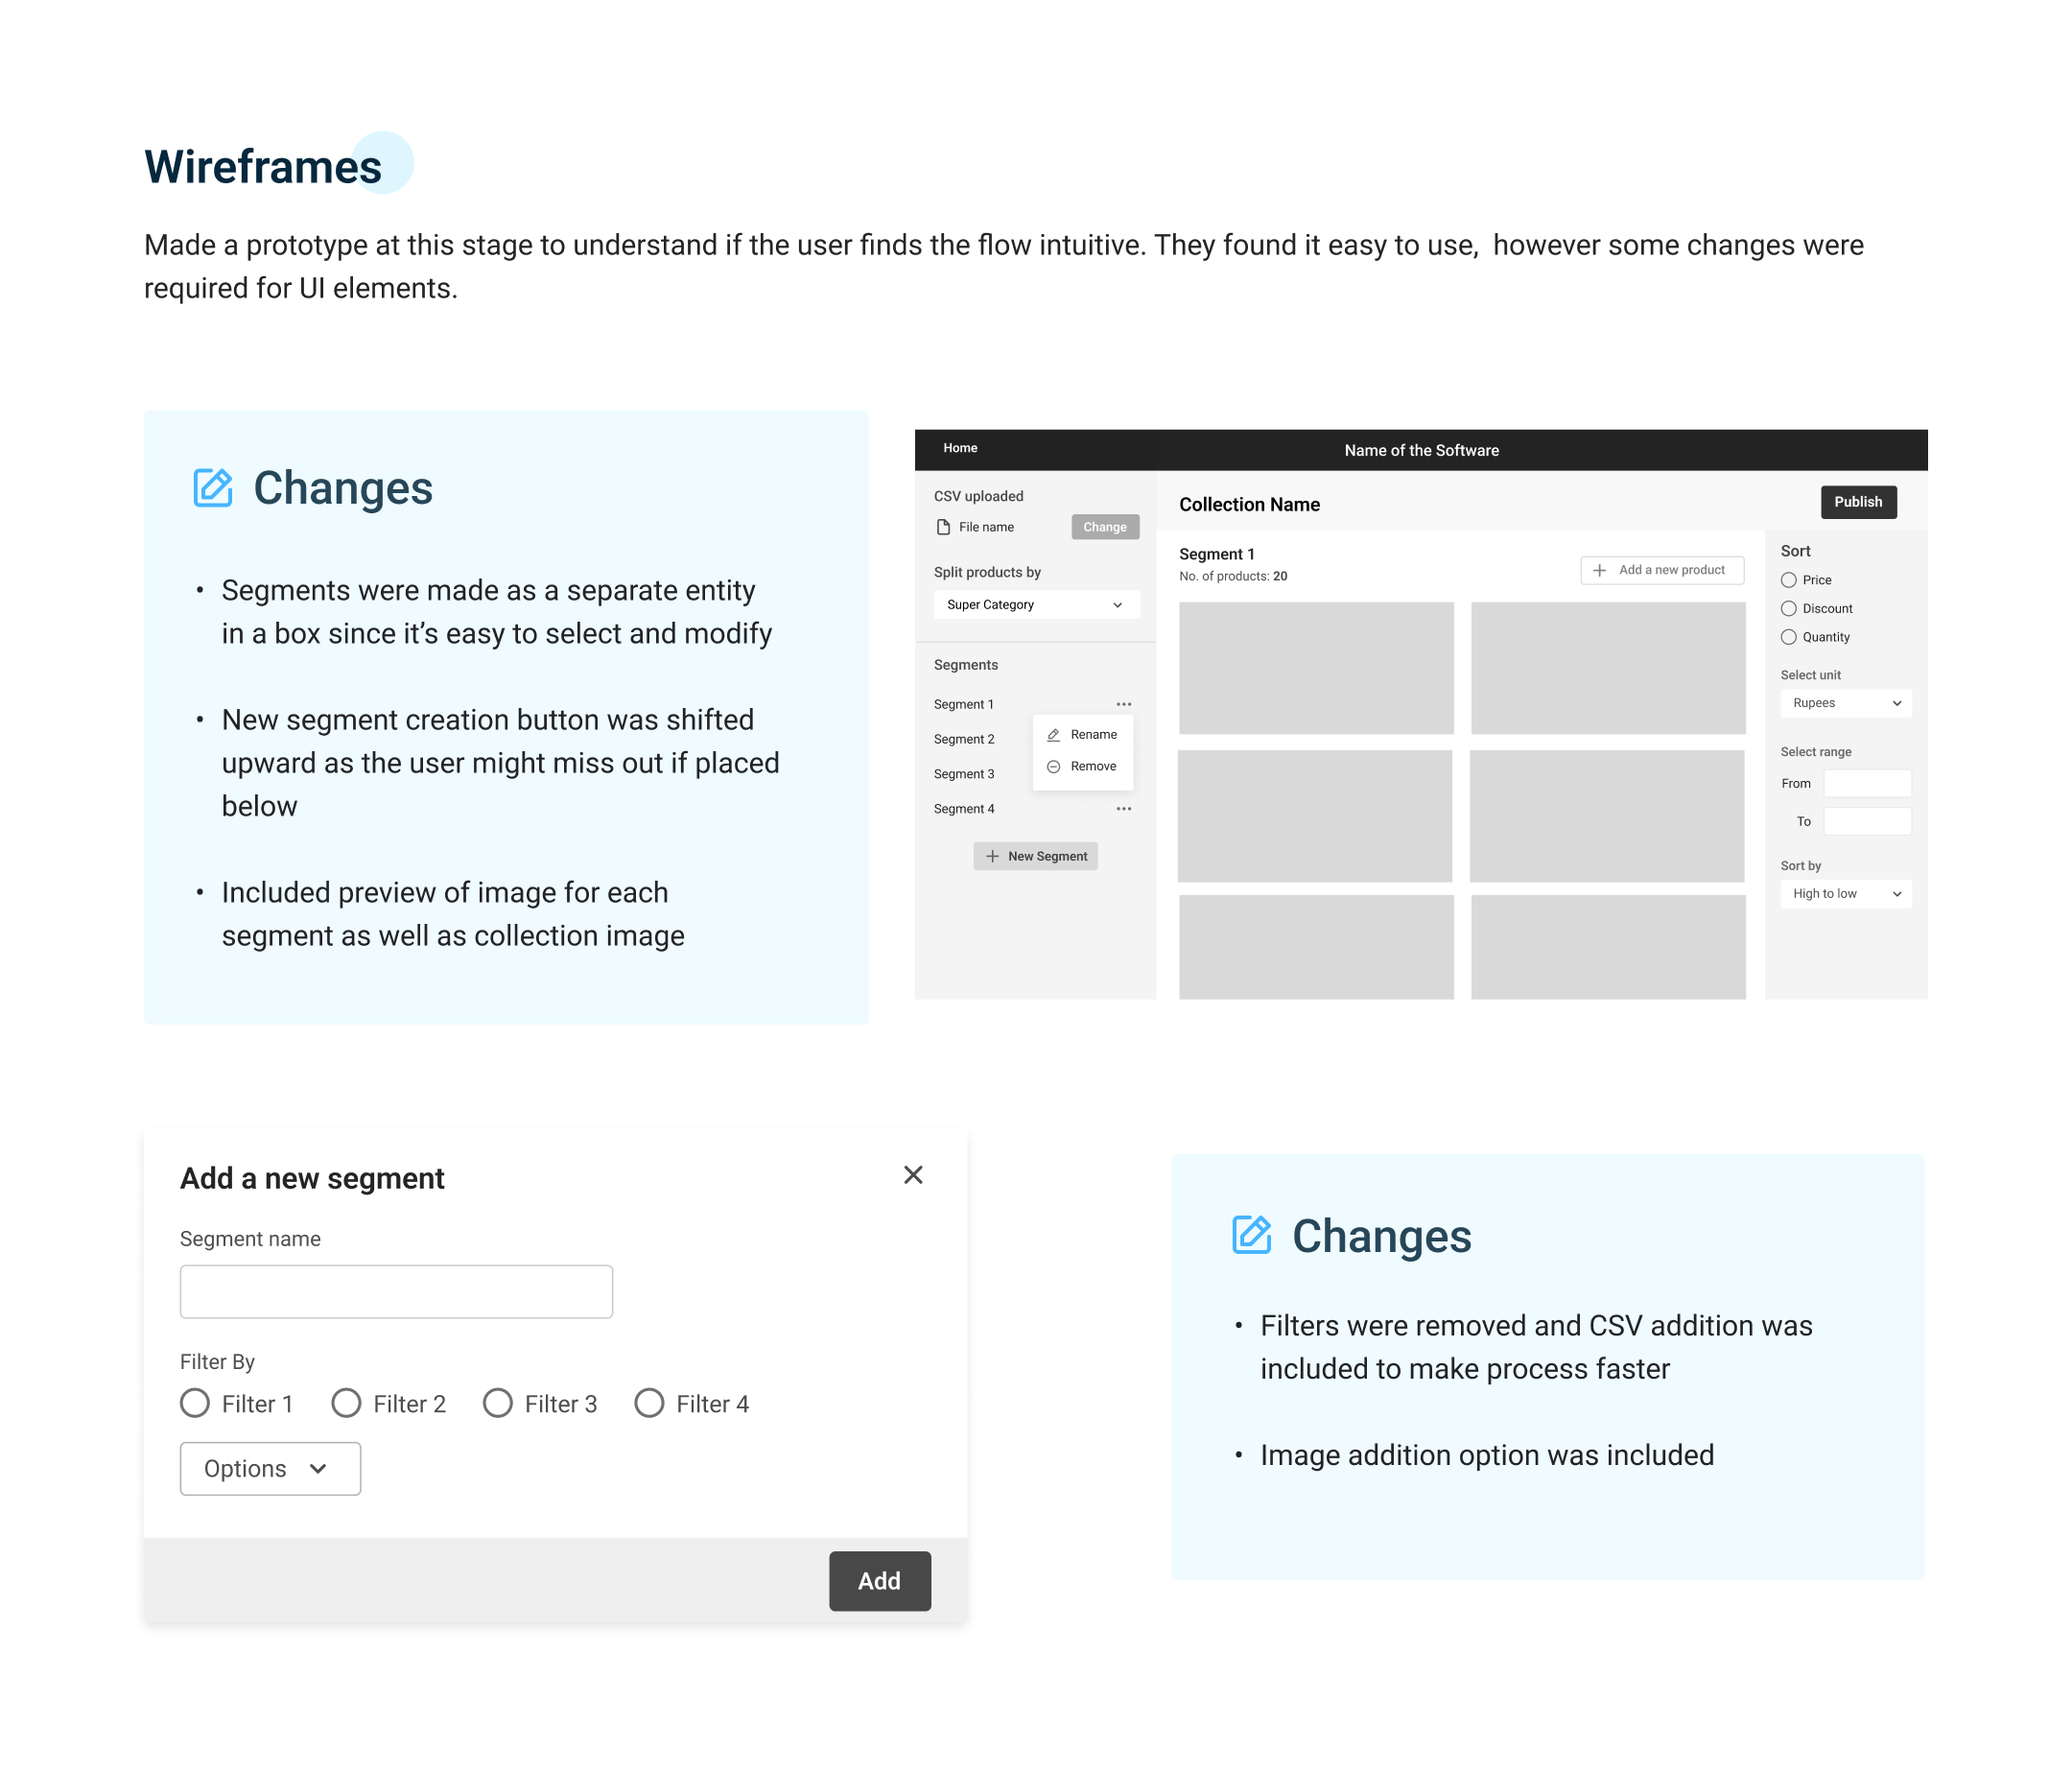 Wireframes
Made a prototype at this stage to understand if the user finds the flow intuitive. They found it easy to use,  however some changes were
required for UI elements.
Changes
• Segments were made as a separate entity
in a box since it’s easy to select and modify
• New segment creation button was shifted
upward as the user might miss out if placed
below
• Included preview of image for each
segment as well as collection image
Home
Name of the Software
CSV uploaded
File name
Change
Split products by
Super Category
Segments
Segment 1
Segment 2
Segment 3
Segment 4
Rename
Remove
New Segment
Collection Name
Publish
Segment 1
No. of products: 20
Add a new product
Sort
Price
Discount
Quantity
Select unit
Rupees
Select range
From
To
Sort by
High to low
Add a new segment
Segment name
Filter By
Filter 1 Filter 2 Filter 3 Filter 4
Options
Add
Changes
• Filters were removed and CSV addition was
included to make process faster
• Image addition option was included